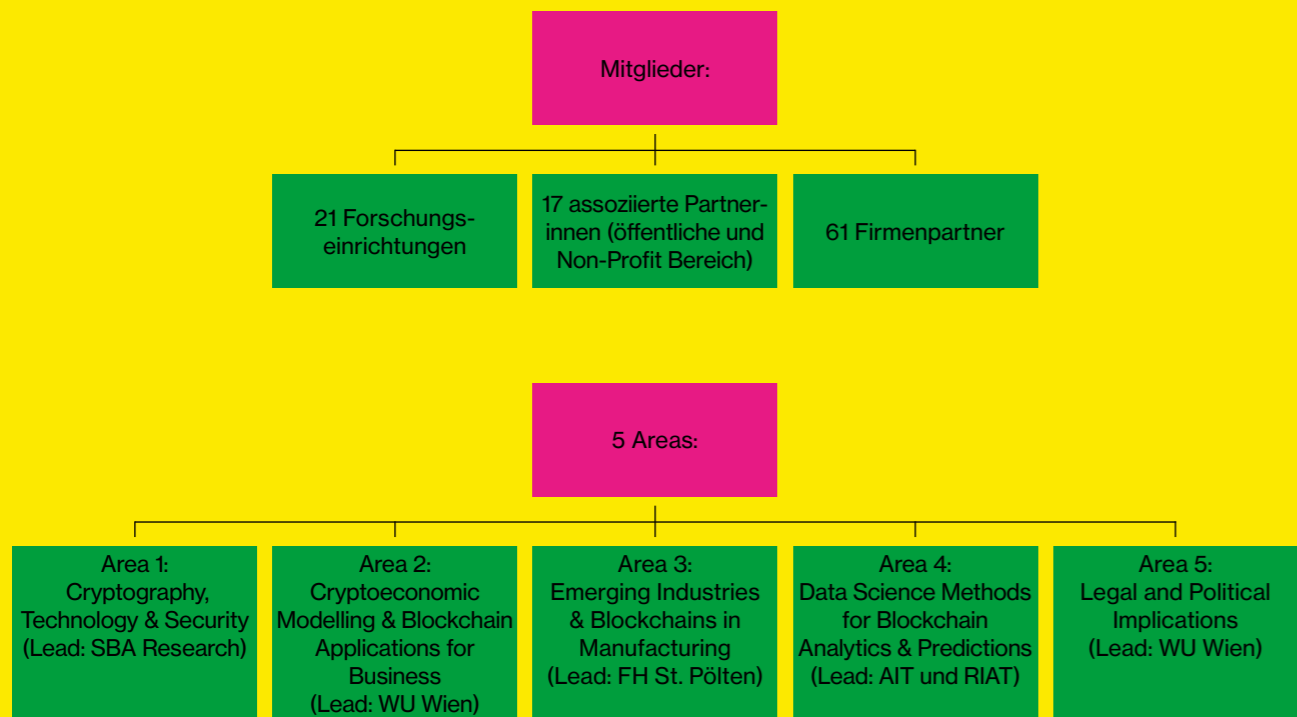 Mitglieder:
21 Forschungs-
einrichtungen
17 assoziierte Partner-
innen (öffentliche und
Non-Profit Bereich)
61 Firmenpartner
5 Areas:
Area 1:
Cryptography,
Technology & Security
(Lead: SBA Research)
Area 2:
Cryptoeconomic
Modelling & Blockchain
Applications for
Business
(Lead: WU Wien)
Area 3:
Emerging Industries
& Blockchains in
Manufacturing
(Lead: FH St. Pölten)
Area 4:
Data Science Methods
for Blockchain
Analytics & Predictions
(Lead: AIT und RIAT)
Area 5:
Legal and Political
Implications
(Lead: WU Wien)